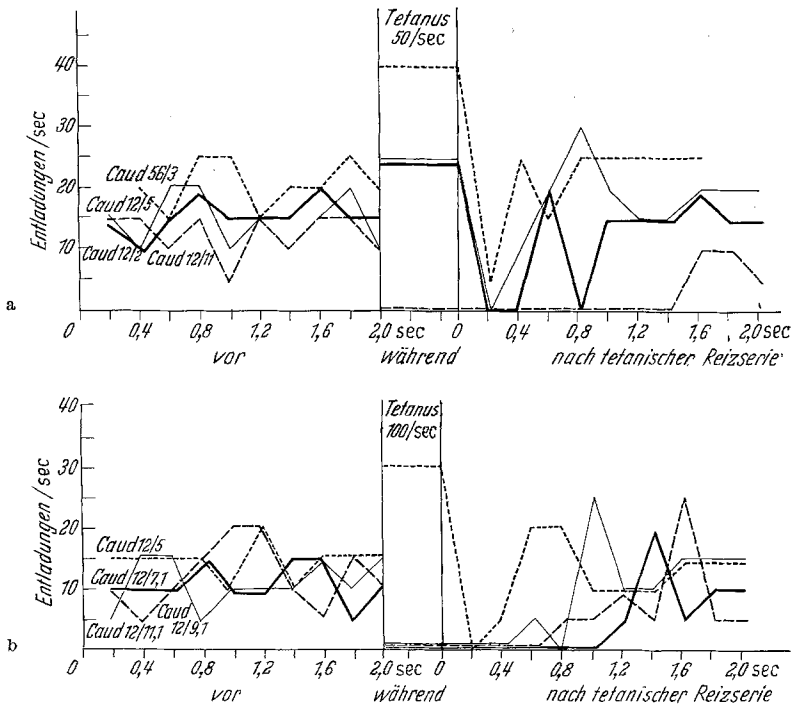 a
Entladungen/sec
40
30
20
10
0
Tetanus
50/sec
Caud 56/3
Caud 12/5
Caud 12/2
Caud 12/11
0,4 0,8 1,2 1,6 2,0 sec 0 0,4 0,8 1,2 1,6 2,0 sec
vor während nach tetanischer Reizserie
b
Entladungen/sec
40
30
20
10
0
Tetanus
100/sec
Caud 12/5
Caud 12/7,1
Caud 12/11,1
Caud
12/9,1
0,4 0,8 1,2 1,6 2,0 sec 0 0,4 0,8 1,2 1,6 2,0 sec
vor während nach tetanischer Reizserie